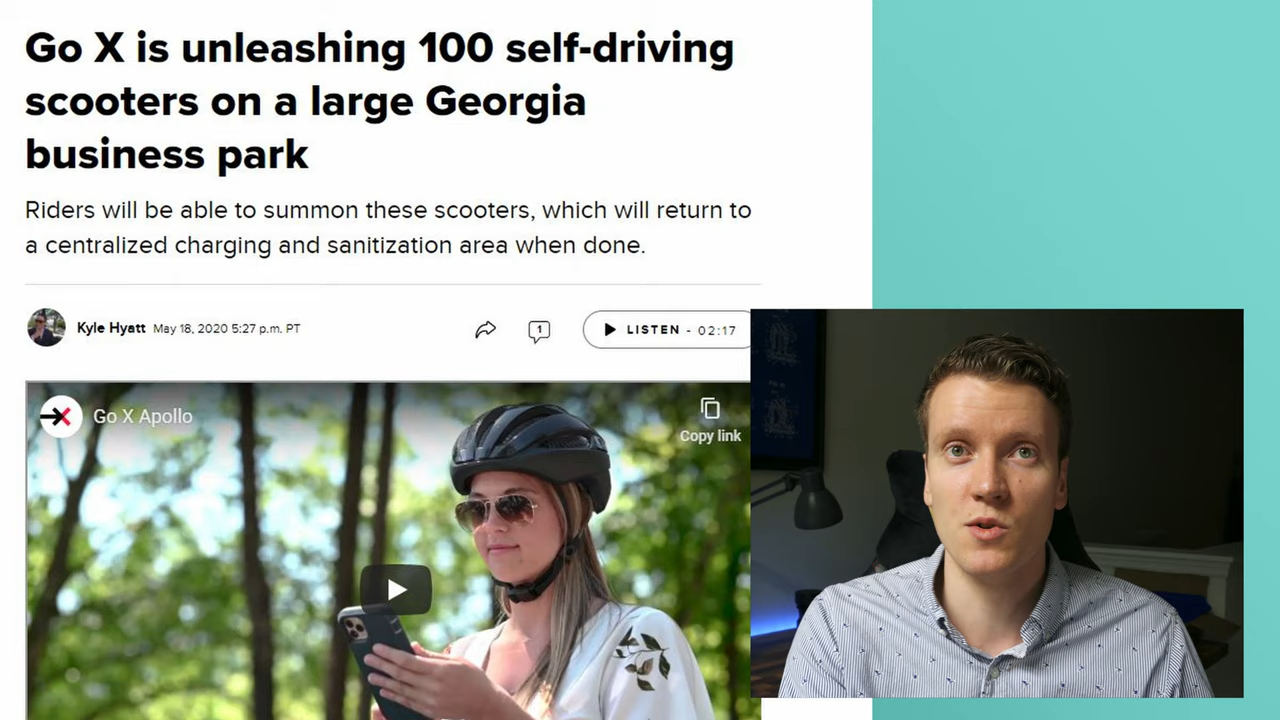 Go X is unleashing 100 self-driving
scooters on a large Georgia
business park
Riders will be able to summon these scooters, which will return to
a centralized charging and sanitization area when done.
Kyle Hyatt May 18, 2020 5:27 p.m. PT
1
LISTEN - 02:17
Go X Apollo
Copy link